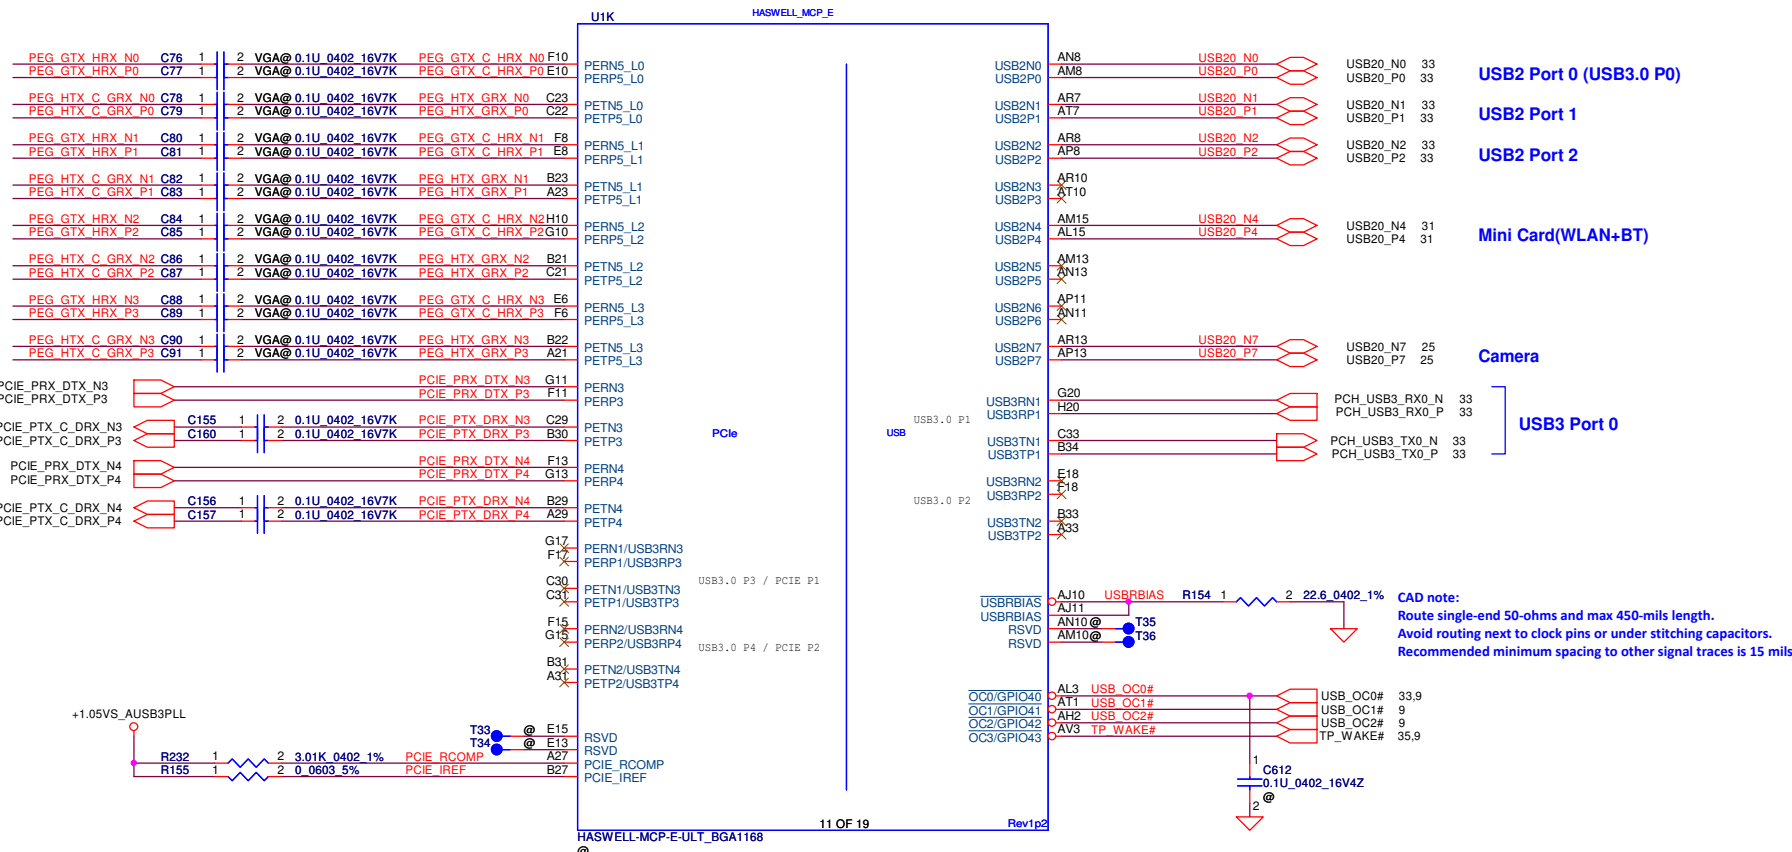 U1K
HASWELL_MCP_E
PEG_GTX_HRX_N0 C76 1 2 VGA@ 0.1U_0402_16V7K PEG_GTX_C_HRX_N0 F10 PERN5_L0
PEG_GTX_HRX_P0 C77 1 2 VGA@ 0.1U_0402_16V7K PEG_GTX_C_HRX_P0 E10 PERP5_L0
PEG_HTX_C_GRX_N0 C78 1 2 VGA@ 0.1U_0402_16V7K PEG_HTX_GRX_N0 C23 PETN5_L0
PEG_HTX_C_GRX_P0 C79 1 2 VGA@ 0.1U_0402_16V7K PEG_HTX_GRX_P0 C22 PETP5_L0
PEG_GTX_HRX_N1 C80 1 2 VGA@ 0.1U_0402_16V7K PEG_GTX_C_HRX_N1 F8 PERN5_L1
PEG_GTX_HRX_P1 C81 1 2 VGA@ 0.1U_0402_16V7K PEG_GTX_C_HRX_P1 E8 PERP5_L1
PEG_HTX_C_GRX_N1 C82 1 2 VGA@ 0.1U_0402_16V7K PEG_HTX_GRX_N1 B23 PETN5_L1
PEG_HTX_C_GRX_P1 C83 1 2 VGA@ 0.1U_0402_16V7K PEG_HTX_GRX_P1 A23 PETP5_L1
PEG_GTX_HRX_N2 C84 1 2 VGA@ 0.1U_0402_16V7K PEG_GTX_C_HRX_N2 H10 PERN5_L2
PEG_GTX_HRX_P2 C85 1 2 VGA@ 0.1U_0402_16V7K PEG_GTX_C_HRX_P2 G10 PERP5_L2
PEG_HTX_C_GRX_N2 C86 1 2 VGA@ 0.1U_0402_16V7K PEG_HTX_GRX_N2 B21 PETN5_L2
PEG_HTX_C_GRX_P2 C87 1 2 VGA@ 0.1U_0402_16V7K PEG_HTX_GRX_P2 C21 PETP5_L2
PEG_GTX_HRX_N3 C88 1 2 VGA@ 0.1U_0402_16V7K PEG_GTX_C_HRX_N3 E6 PERN5_L3
PEG_GTX_HRX_P3 C89 1 2 VGA@ 0.1U_0402_16V7K PEG_GTX_C_HRX_P3 F6 PERP5_L3
PEG_HTX_C_GRX_N3 C90 1 2 VGA@ 0.1U_0402_16V7K PEG_HTX_GRX_N3 B22 PETN5_L3
PEG_HTX_C_GRX_P3 C91 1 2 VGA@ 0.1U_0402_16V7K PEG_HTX_GRX_P3 A21 PETP5_L3
PCIE_PRX_DTX_N3 PCIE_PRX_DTX_N3 G11 PERN3
PCIE_PRX_DTX_P3 PCIE_PRX_DTX_P3 F11 PERP3
PCIE_PTX_C_DRX_N3 C155 1 2 0.1U_0402_16V7K PCIE_PTX_DRX_N3 C29 PETN3
PCIE_PTX_C_DRX_P3 C160 1 2 0.1U_0402_16V7K PCIE_PTX_DRX_P3 B30 PETP3
PCIE_PRX_DTX_N4 PCIE_PRX_DTX_N4 F13 PERN4
PCIE_PRX_DTX_P4 PCIE_PRX_DTX_P4 G13 PERP4
PCIE_PTX_C_DRX_N4 C156 1 2 0.1U_0402_16V7K PCIE_PTX_DRX_N4 B29 PETN4
PCIE_PTX_C_DRX_P4 C157 1 2 0.1U_0402_16V7K PCIE_PTX_DRX_P4 A29 PETP4
G17 PERN1/USB3RN3
F17 PERP1/USB3RP3
C30 PETN1/USB3TN3
C31 PETP1/USB3TP3
USB3.0 P3 / PCIE P1
F15 PERN2/USB3RN4
G15 PERP2/USB3RP4
USB3.0 P4 / PCIE P2
B31 PETN2/USB3TN4
A31 PETP2/USB3TP4
+1.05VS_AUSB3PLL
T33 @ E15 RSVD
T34 @ E13 RSVD
R232 1 2 3.01K_0402_1% PCIE_RCOMP A27 PCIE_RCOMP
R155 1 2 0_0603_5% PCIE_IREF B27 PCIE_IREF
PCIe
USB
USB2N0 AN8 USB20_N0 USB20_N0 33
USB2P0 AM8 USB20_P0 USB20_P0 33
USB2 Port 0 (USB3.0 P0)
USB2N1 AR7 USB20_N1 USB20_N1 33
USB2P1 AT7 USB20_P1 USB20_P1 33
USB2 Port 1
USB2N2 AR8 USB20_N2 USB20_N2 33
USB2P2 AP8 USB20_P2 USB20_P2 33
USB2 Port 2
USB2N3 AR10
USB2P3 AT10
USB2N4 AM15 USB20_N4 USB20_N4 31
USB2P4 AL15 USB20_P4 USB20_P4 31
Mini Card(WLAN+BT)
USB2N5 AM13
USB2P5 AN13
USB2N6 AP11
USB2P6 AN11
USB2N7 AR13 USB20_N7 USB20_N7 25
USB2P7 AP13 USB20_P7 USB20_P7 25
Camera
USB3RN1 G20 PCH_USB3_RX0_N 33
USB3RP1 H20 PCH_USB3_RX0_P 33
USB3.0 P1
USB3 Port 0
USB3TN1 C33 PCH_USB3_TX0_N 33
USB3TP1 B34 PCH_USB3_TX0_P 33
USB3RN2 E18
USB3RP2 F18
USB3.0 P2
USB3TN2 B33
USB3TP2 A33
USBRBIAS AJ10 USBRBIAS R154 1 2 22.6_0402_1%
USBRBIAS AJ11
RSVD AN10 @ T35
RSVD AM10 @ T36
CAD note:
Route single-end 50-ohms and max 450-mils length.
Avoid routing next to clock pins or under stitching capacitors.
Recommended minimum spacing to other signal traces is 15 mils
OC0/GPIO40 AL3 USB_OC0# USB_OC0# 33,9
OC1/GPIO41 AT1 USB_OC1# USB_OC1# 9
OC2/GPIO42 AH2 USB_OC2# USB_OC2# 9
OC3/GPIO43 AV3 TP_WAKE# TP_WAKE# 35,9
1
C612
0.1U_0402_16V4Z
@
2
11 OF 19
Rev1p2
HASWELL-MCP-E-ULT_BGA1168
@